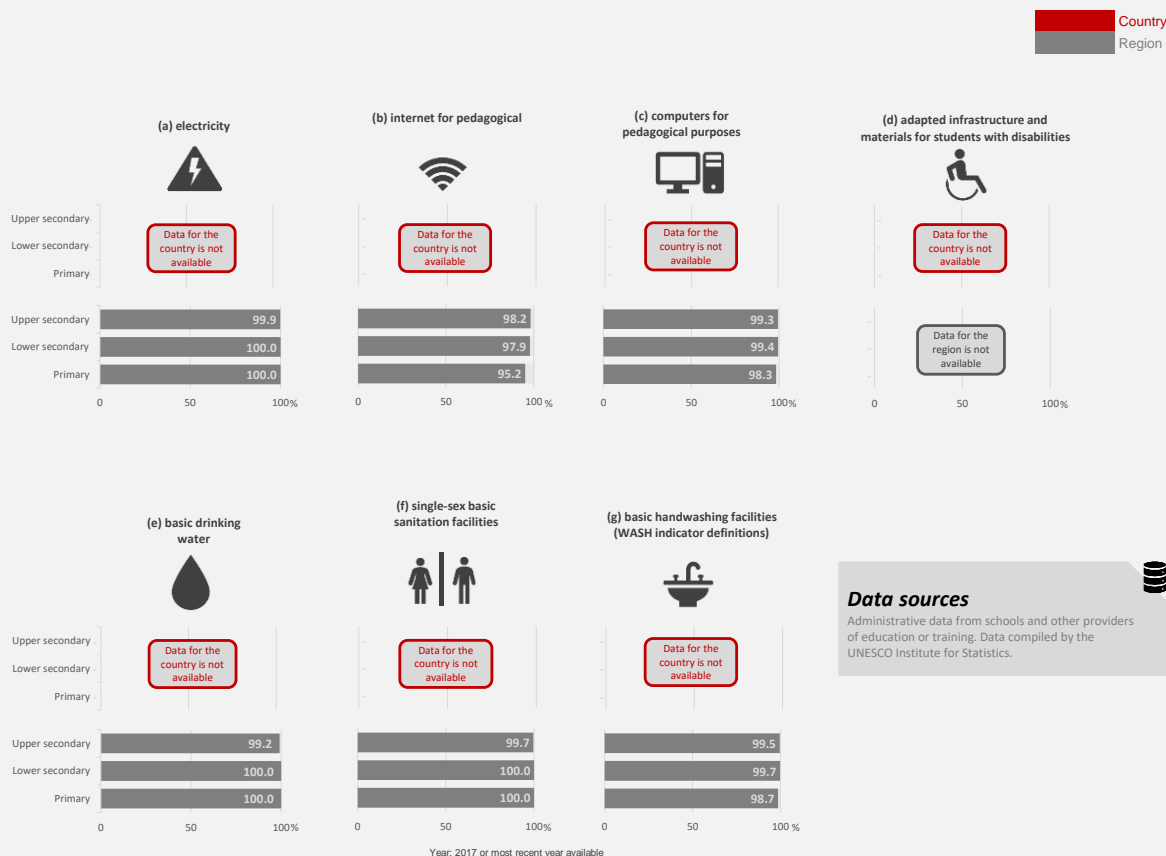 Country
Region
(a) electricity
(b) internet for pedagogical
(c) computers for
pedagogical purposes
(d) adapted infrastructure and
materials for students with disabilities
Upper secondary
Lower secondary
Primary
Data for the
country is not
available
Data for the
country is not
available
Data for the
country is not
available
Data for the
country is not
available
Upper secondary
Lower secondary
Primary
99.9
100.0
100.0
0 50 100%
98.2
97.9
95.2
0 50 100 %
99.3
99.4
98.3
0 50 100%
Data for the
region is not
available
0 50 100%
(e) basic drinking
water
(f) single-sex basic
sanitation facilities
(g) basic handwashing facilities
(WASH indicator definitions)
Upper secondary
Lower secondary
Primary
Data for the
country is not
available
Data for the
country is not
available
Data for the
country is not
available
Upper secondary
Lower secondary
Primary
99.2
100.0
100.0
0 50 100%
99.7
100.0
100.0
0 50 100 %
99.5
99.7
98.7
0 50 100 %
Data sources
Administrative data from schools and other providers
of education or training. Data compiled by the
UNESCO Institute for Statistics.
Year: 2017 or most recent year available